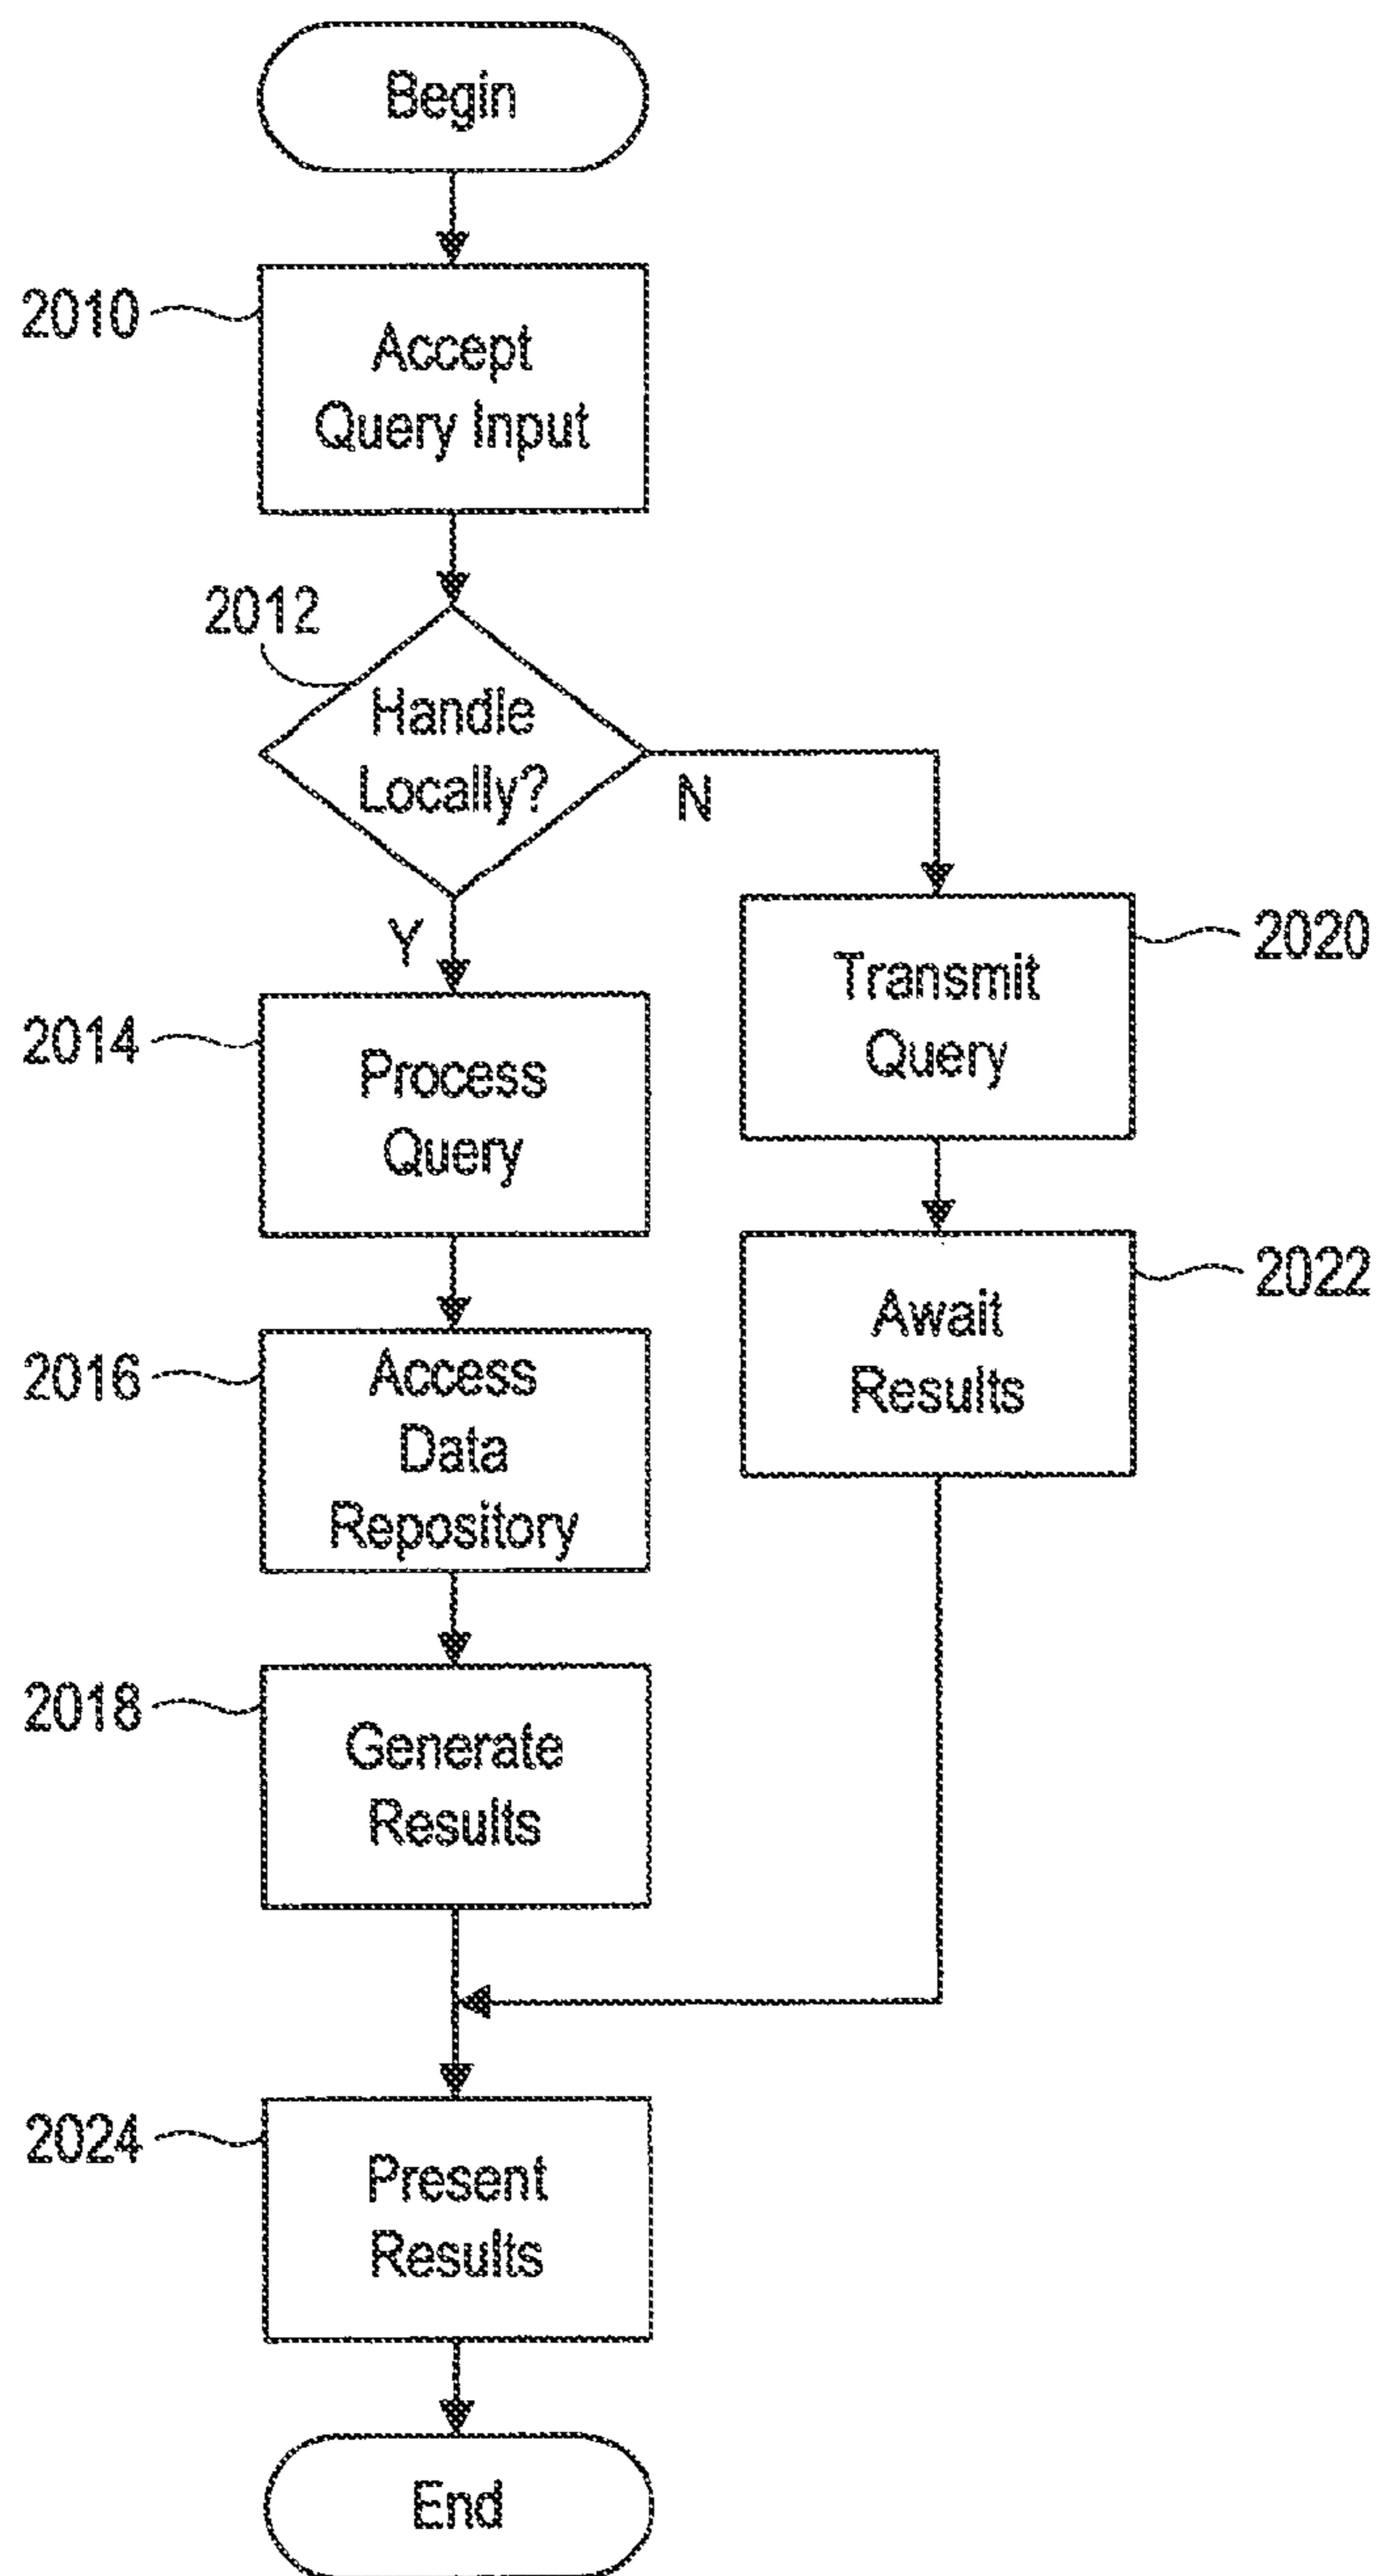 Begin
2010
Accept
Query Input
2012
Handle
Locally?
N
Y
2020
Transmit
Query
2014
Process
Query
2022
Await
Results
2016
Access
Data
Repository
2018
Generate
Results
2024
Present
Results
End